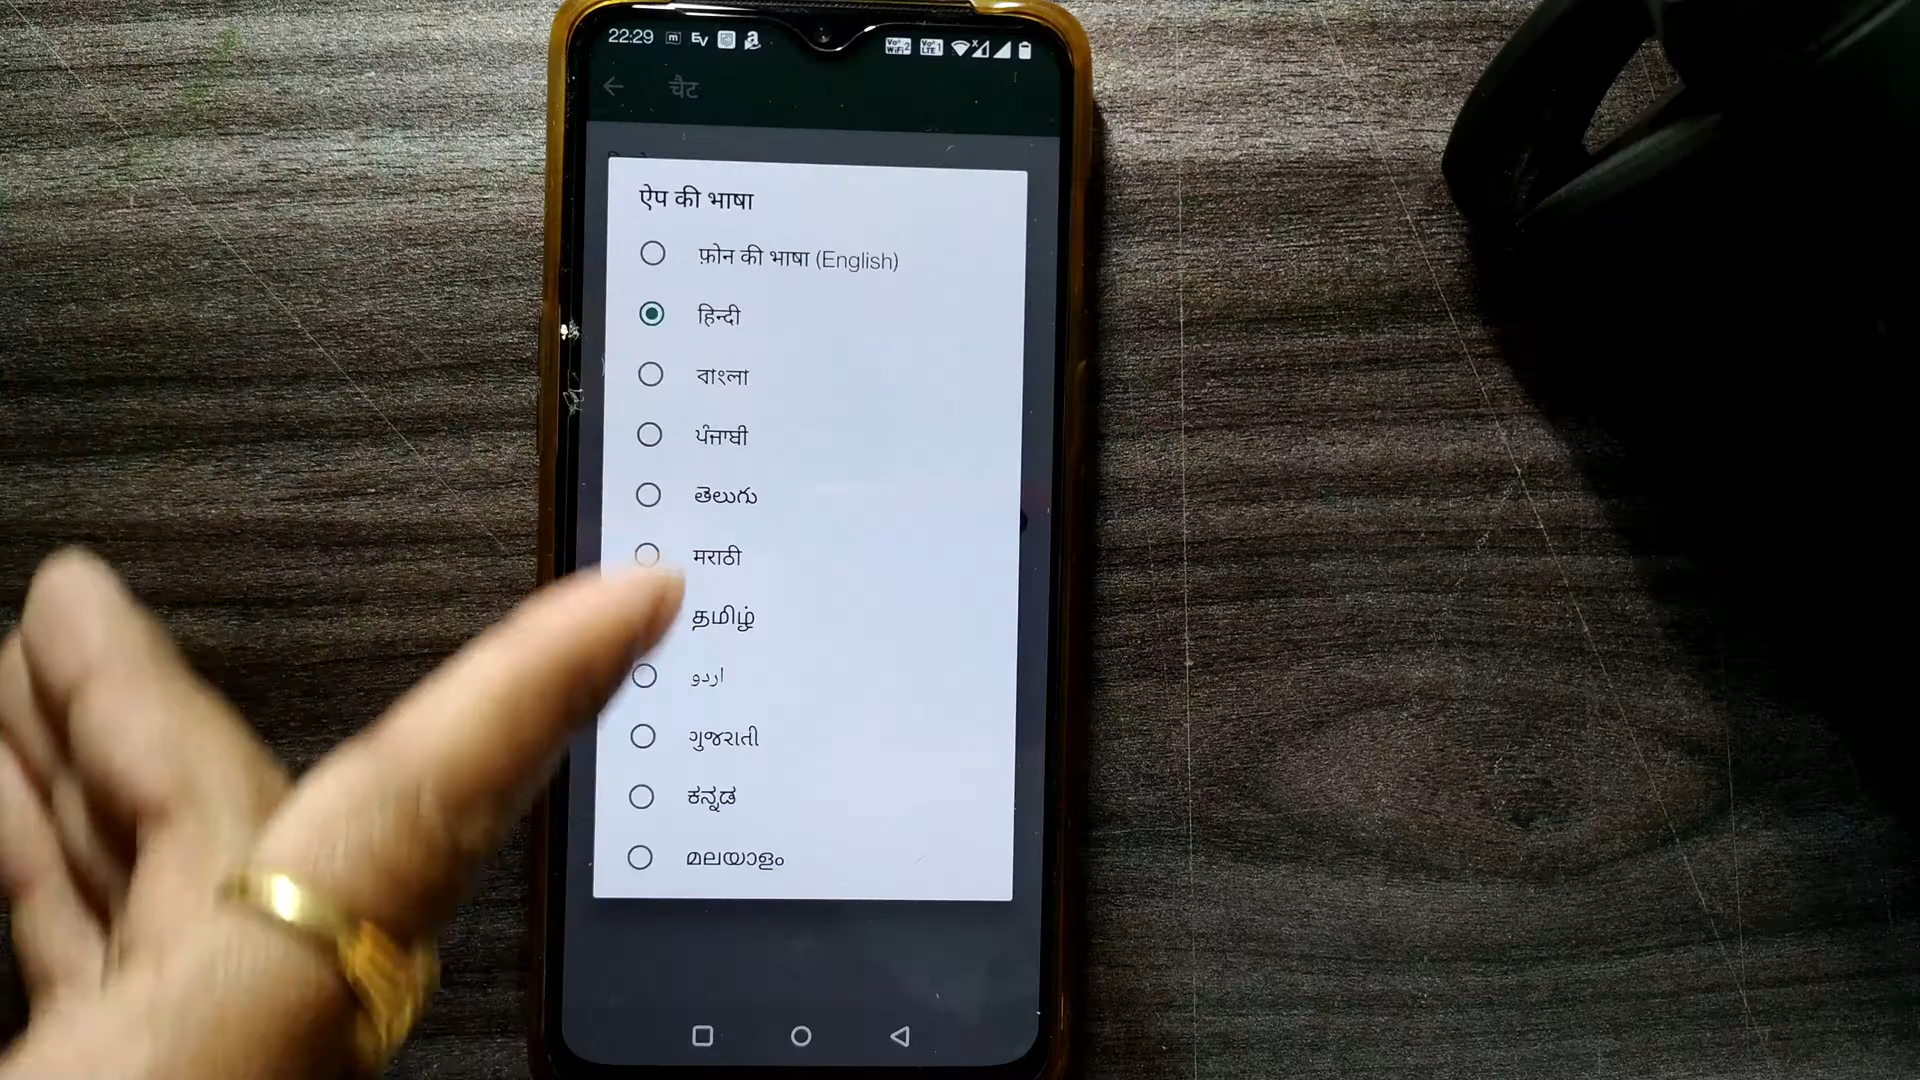 22:29
चैट
ऐप की भाषा
फ़ोन की भाषा (English)
हिन्दी
বাংলা
ਪੰਜਾਬੀ
తెలుగు
मराठी
தமிழ்
اردو
ગુજરાતી
ಕನ್ನಡ
മലയാളം